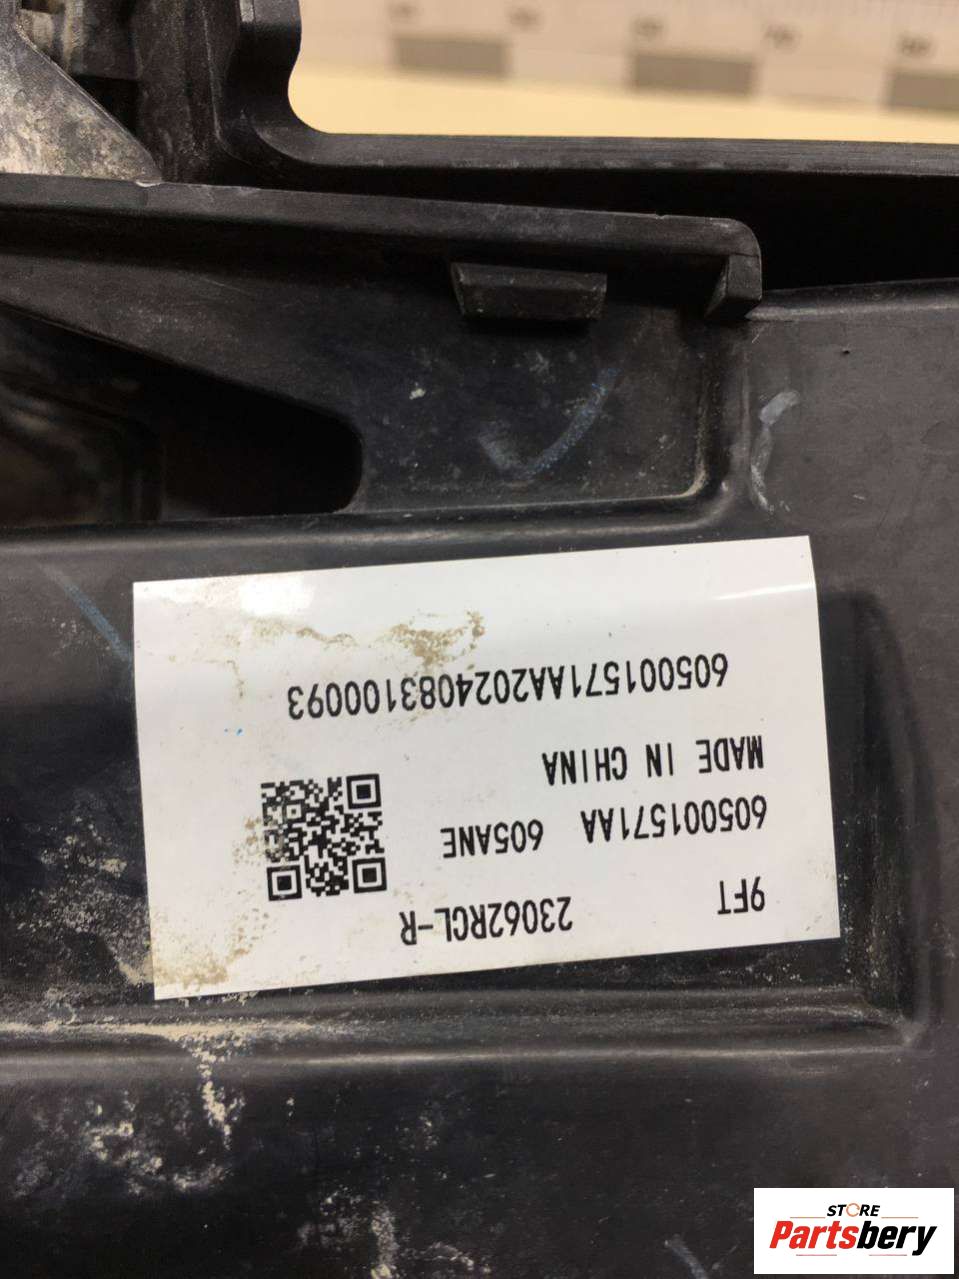 9FT 23062RCL-R
605001571AA 605ANE
MADE IN CHINA
605001571AA2024083100093
STORE
Partsbery